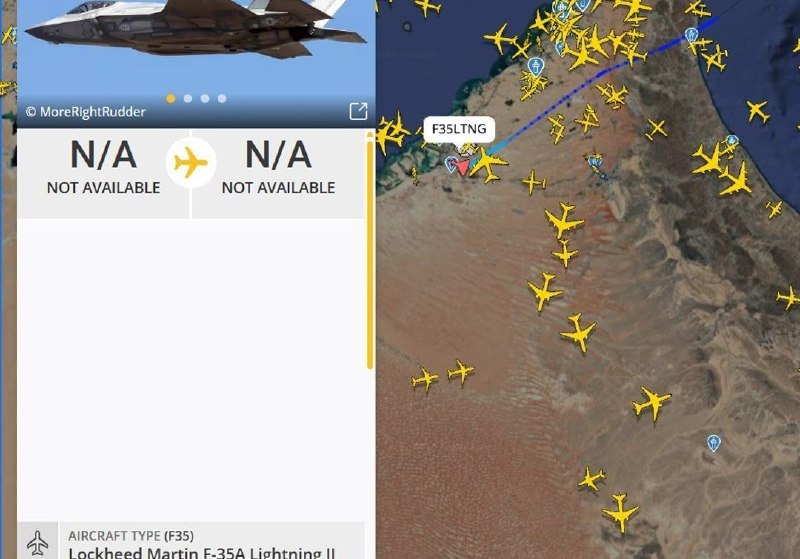 © MoreRightRudder
F35LTNG
N/A
N/A
NOT AVAILABLE
NOT AVAILABLE
AIRCRAFT TYPE (F35)
Lockheed Martin F-35A Lightning II